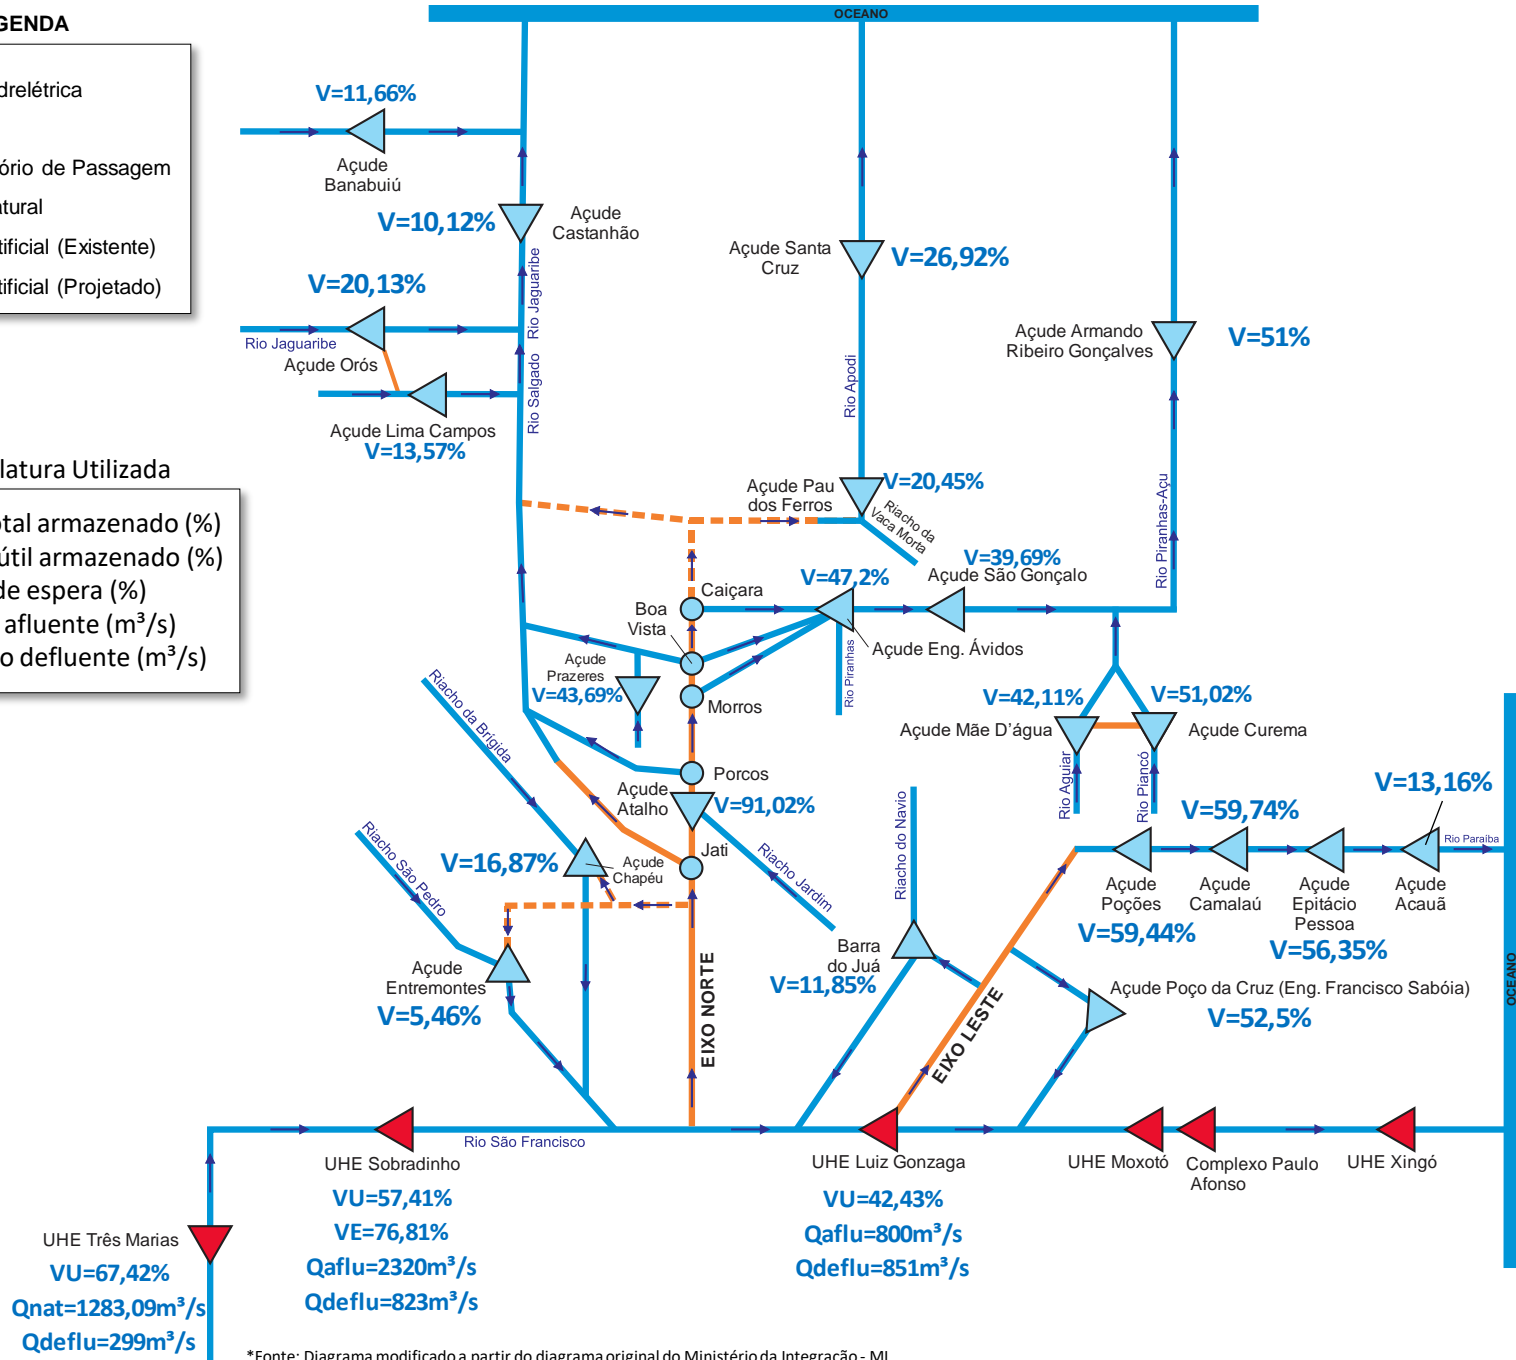 OCEANO
GENDA
drelétrica
ório de Passagem
atural
tificial (Existente)
tificial (Projetado)
V=11,66%
Açude
Banabuiú
V=10,12%
Açude
Castanhão
Rio Jaguaribe
V=20,13%
Rio Jaguaribe
Açude Orós
Rio Salgado
Açude Lima Campos
V=13,57%
Açude Santa
Cruz
V=26,92%
Rio Apodi
Açude Armando
Ribeiro Gonçalves
V=51%
Rio Piranhas-Açu
latura Utilizada
otal armazenado (%)
útil armazenado (%)
de espera (%)
afluente (m³/s)
o defluente (m³/s)
Açude Pau
dos Ferros
V=20,45%
Riacho da
Vaca Morta
V=39,69%
Açude São Gonçalo
V=47,2%
Caiçara
Boa
Vista
Açude Eng. Ávidos
Rio Piranhas
Açude
Prazeres
V=43,69%
Morros
Riacho da Brígida
Porcos
Açude
Atalho
V=91,02%
V=42,11%
V=51,02%
Açude Mãe D'água
Açude Curema
Rio Aguiar
Rio Piancó
V=13,16%
V=59,74%
Rio Paraíba
Riacho São Pedro
V=16,87%
Açude
Chapéu
Jati
Riacho Jardim
Riacho do Navio
Açude
Poções
Açude
Camalaú
Açude
Epitácio
Pessoa
Açude
Acauã
V=59,44%
V=56,35%
Açude
Entremontes
V=5,46%
EIXO NORTE
Barra
do Juá
V=11,85%
EIXO LESTE
Açude Poço da Cruz (Eng. Francisco Sabóia)
V=52,5%
OCEANO
Rio São Francisco
UHE Sobradinho
VU=57,41%
VE=76,81%
Qaflu=2320m³/s
Qdeflu=823m³/s
UHE Luiz Gonzaga
VU=42,43%
Qaflu=800m³/s
Qdeflu=851m³/s
UHE Moxotó
Complexo Paulo
Afonso
UHE Xingó
UHE Três Marias
VU=67,42%
Qnat=1283,09m³/s
Qdeflu=299m³/s
*Fonte: Diagrama modificado a partir do diagrama original do Ministério da Integração - MI